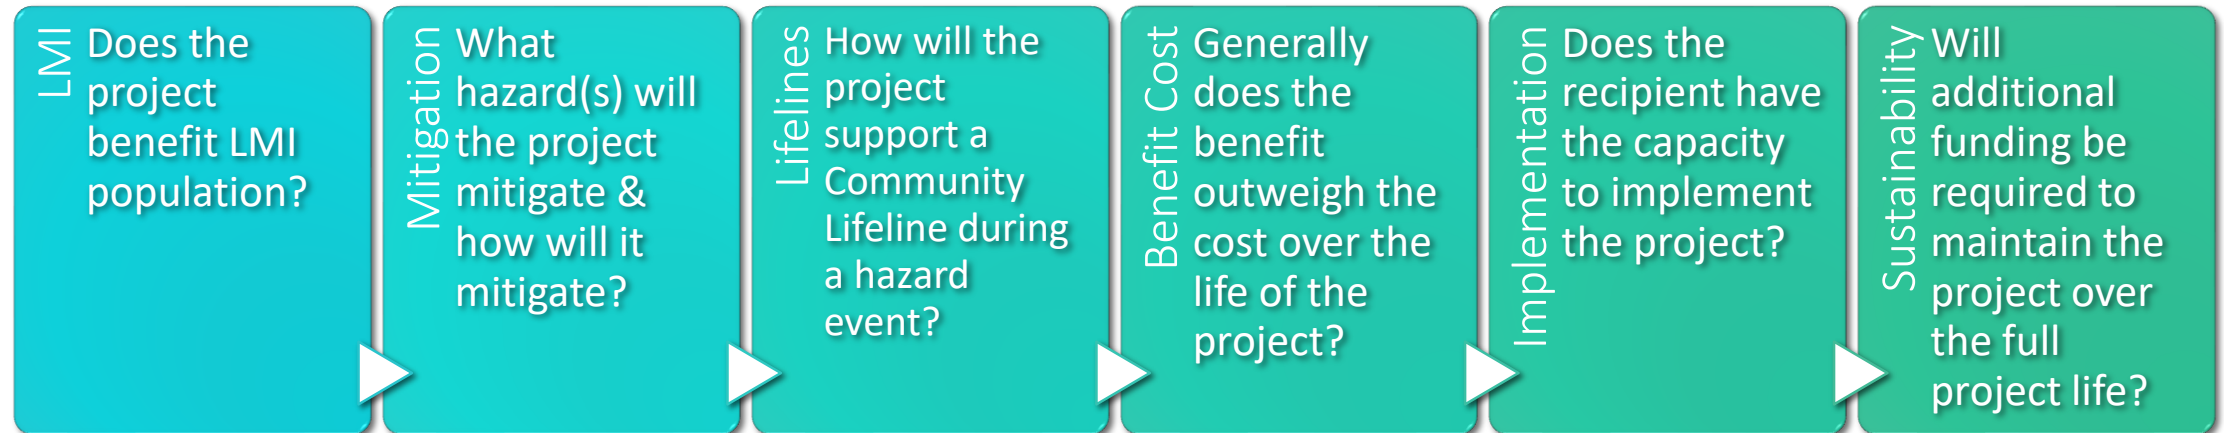 LMI
Does the
project
benefit LMI
population?
Mitigation
What
hazard(s) will
the project
mitigate &
how will it
mitigate?
Lifelines
How will the
project
support a
Community
Lifeline during
a hazard
event?
Benefit Cost
Generally
does the
benefit
outweigh the
cost over the
life of the
project?
Implementation
Does the
recipient have
the capacity
to implement
the project?
Sustainability
Will
additional
funding be
required to
maintain the
project over
the full
project life?